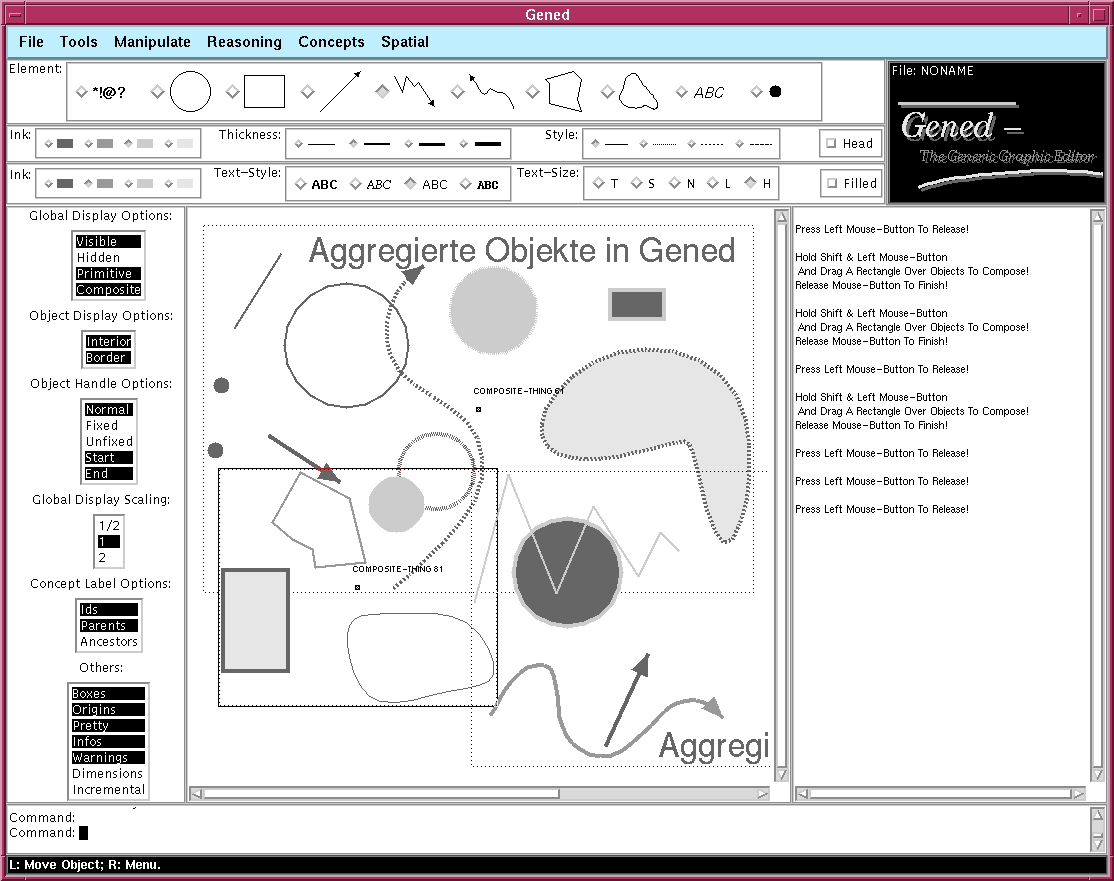 Gened
File Tools Manipulate Reasoning Concepts Spatial
Element: *!@? ABC
File: NONAME
Gened –
The Generic Graphic Editor
Ink: Thickness: Style: Head
Ink: Text-Style: ABC ABC ABC ABC Text-Size: T S N L H Filled
Global Display Options:
Visible
Hidden
Primitive
Composite
Object Display Options:
Interior
Border
Object Handle Options:
Normal
Fixed
Unfixed
Start
End
Global Display Scaling:
1/2
1
2
Concept Label Options:
Ids
Parents
Ancestors
Others:
Boxes
Origins
Pretty
Infos
Warnings
Dimensions
Incremental
Aggregierte Objekte in Gened
COMPOSITE-THING 61
COMPOSITE-THING 81
Aggregi
Press Left Mouse-Button To Release!
Hold Shift & Left Mouse-Button
And Drag A Rectangle Over Objects To Compose!
Release Mouse-Button To Finish!
Hold Shift & Left Mouse-Button
And Drag A Rectangle Over Objects To Compose!
Release Mouse-Button To Finish!
Press Left Mouse-Button To Release!
Hold Shift & Left Mouse-Button
And Drag A Rectangle Over Objects To Compose!
Release Mouse-Button To Finish!
Press Left Mouse-Button To Release!
Press Left Mouse-Button To Release!
Press Left Mouse-Button To Release!
Command:
Command:
L: Move Object; R: Menu.